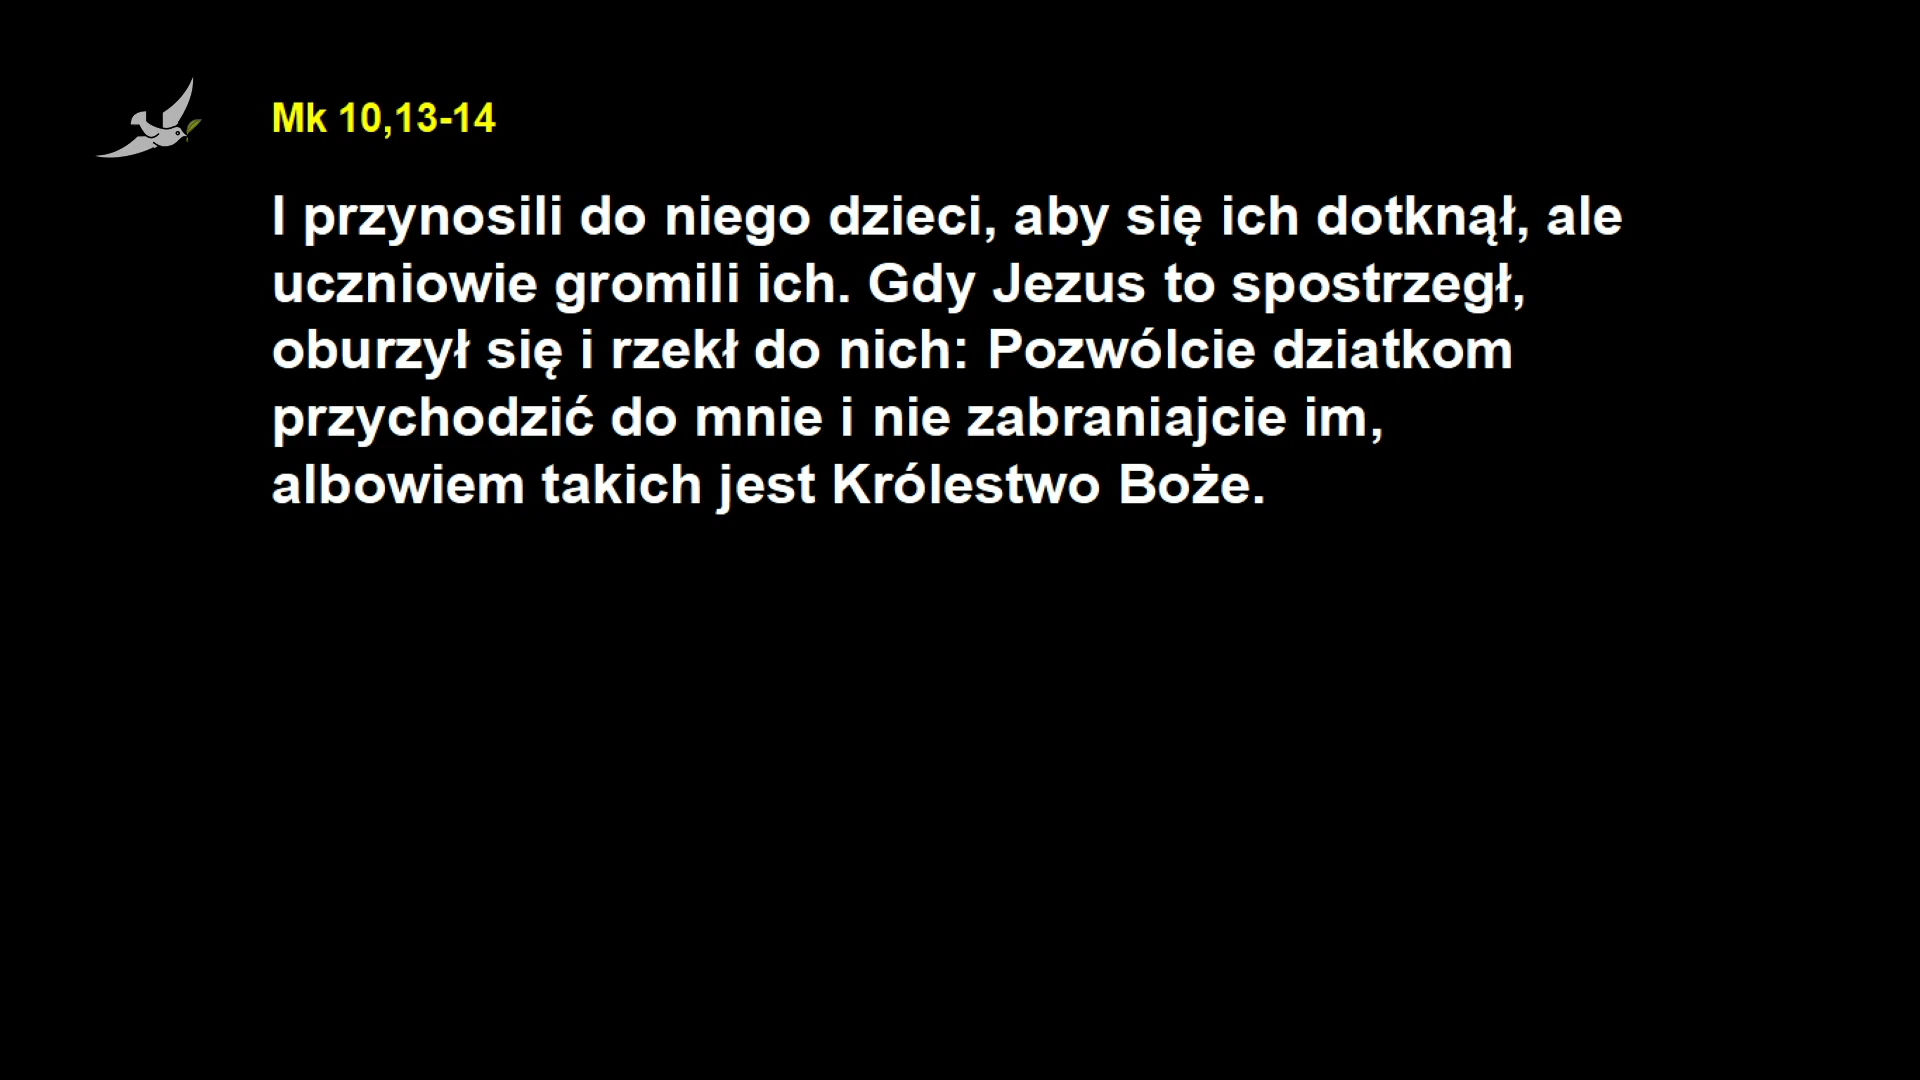 Mk 10,13-14
I przynosili do niego dzieci, aby się ich dotknął, ale
uczniowie gromili ich. Gdy Jezus to spostrzegł,
oburzył się i rzekł do nich: Pozwólcie dziatkom
przychodzić do mnie i nie zabraniajcie im,
albowiem takich jest Królestwo Boże.